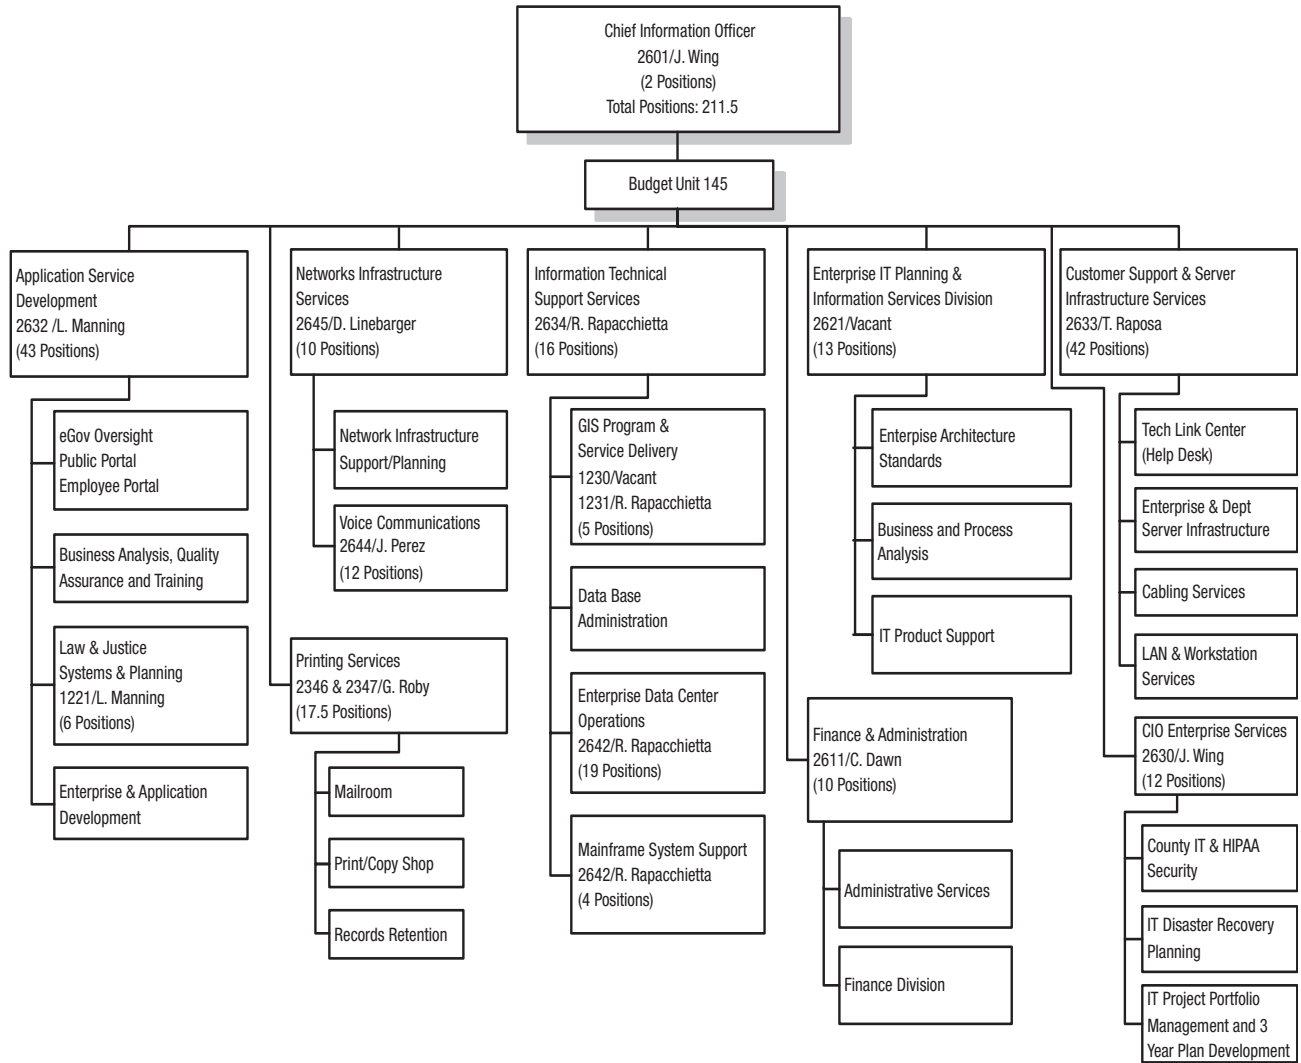 Chief Information Officer
2601/J. Wing
(2 Positions)
Total Positions: 211.5
Budget Unit 145
Application Service
Development
2632 /L. Manning
(43 Positions)
eGov Oversight
Public Portal
Employee Portal
Business Analysis, Quality
Assurance and Training
Law & Justice
Systems & Planning
1221/L. Manning
(6 Positions)
Enterprise & Application
Development
Networks Infrastructure
Services
2645/D. Linebarger
(10 Positions)
Network Infrastructure
Support/Planning
Voice Communications
2644/J. Perez
(12 Positions)
Printing Services
2346 & 2347/G. Roby
(17.5 Positions)
Mailroom
Print/Copy Shop
Records Retention
Information Technical
Support Services
2634/R. Rapacchietta
(16 Positions)
GIS Program &
Service Delivery
1230/Vacant
1231/R. Rapacchietta
(5 Positions)
Data Base
Administration
Enterprise Data Center
Operations
2642/R. Rapacchietta
(19 Positions)
Mainframe System Support
2642/R. Rapacchietta
(4 Positions)
Enterprise IT Planning &
Information Services Division
2621/Vacant
(13 Positions)
Enterpise Architecture
Standards
Business and Process
Analysis
IT Product Support
Finance & Administration
2611/C. Dawn
(10 Positions)
Administrative Services
Finance Division
Customer Support & Server
Infrastructure Services
2633/T. Raposa
(42 Positions)
Tech Link Center
(Help Desk)
Enterprise & Dept
Server Infrastructure
Cabling Services
LAN & Workstation
Services
CIO Enterprise Services
2630/J. Wing
(12 Positions)
County IT & HIPAA
Security
IT Disaster Recovery
Planning
IT Project Portfolio
Management and 3
Year Plan Development